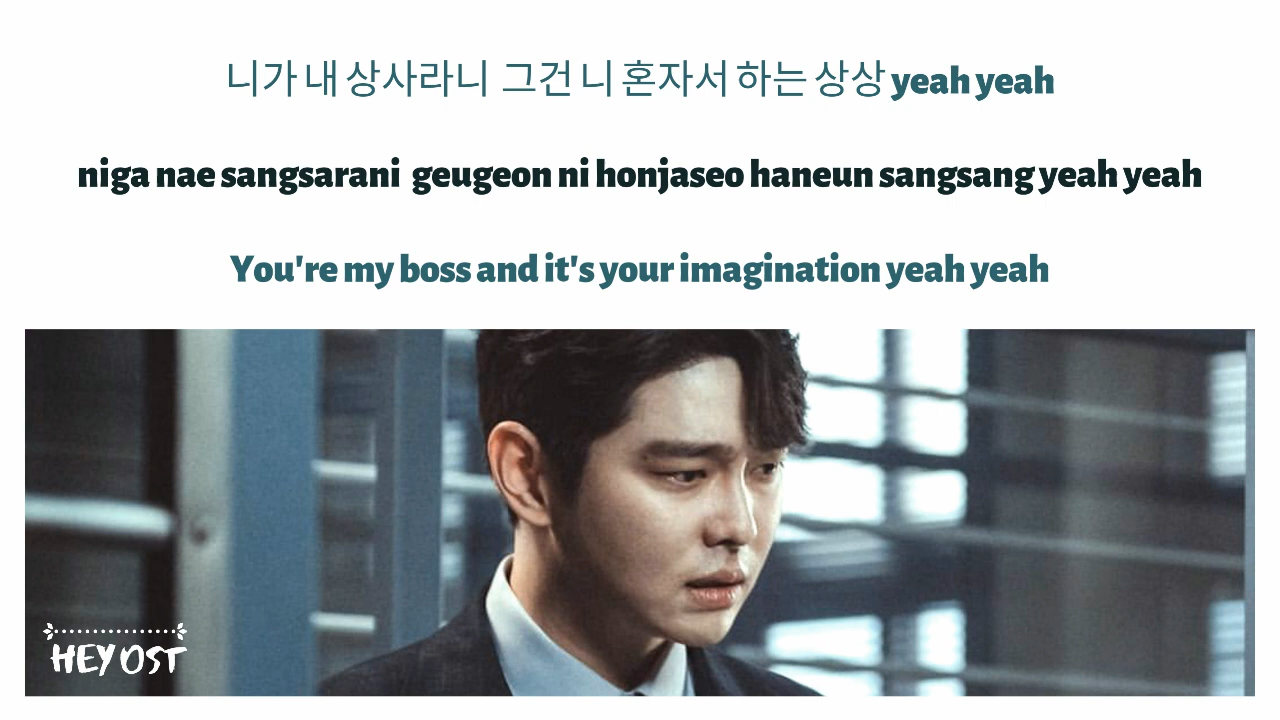 니가 내 상사라니 그건 니 혼자서 하는 상상 yeah yeah
niga nae sangsarani geugeon ni honjaseo haneun sangsang yeah yeah
You're my boss and it's your imagination yeah yeah
HEY OST